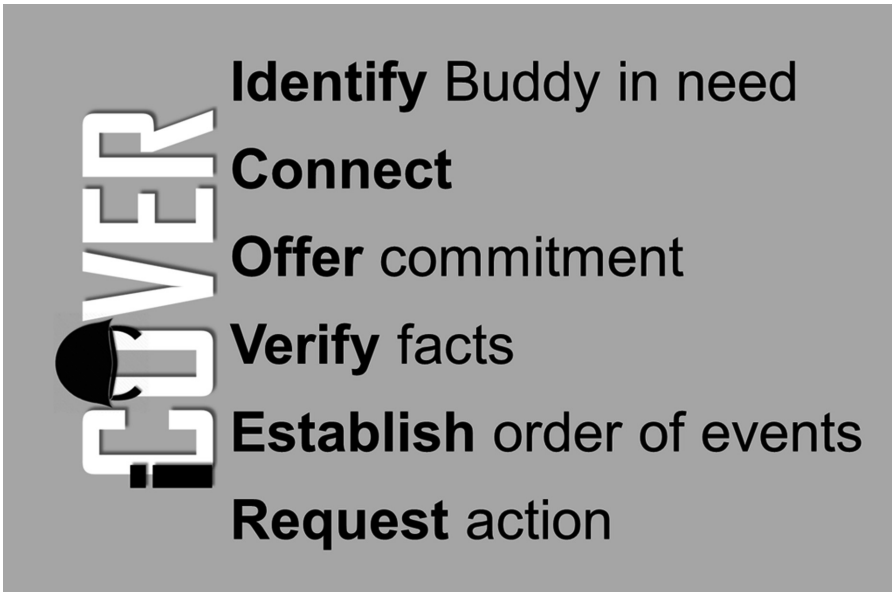 iCOVER
Identify Buddy in need
Connect
Offer commitment
Verify facts
Establish order of events
Request action